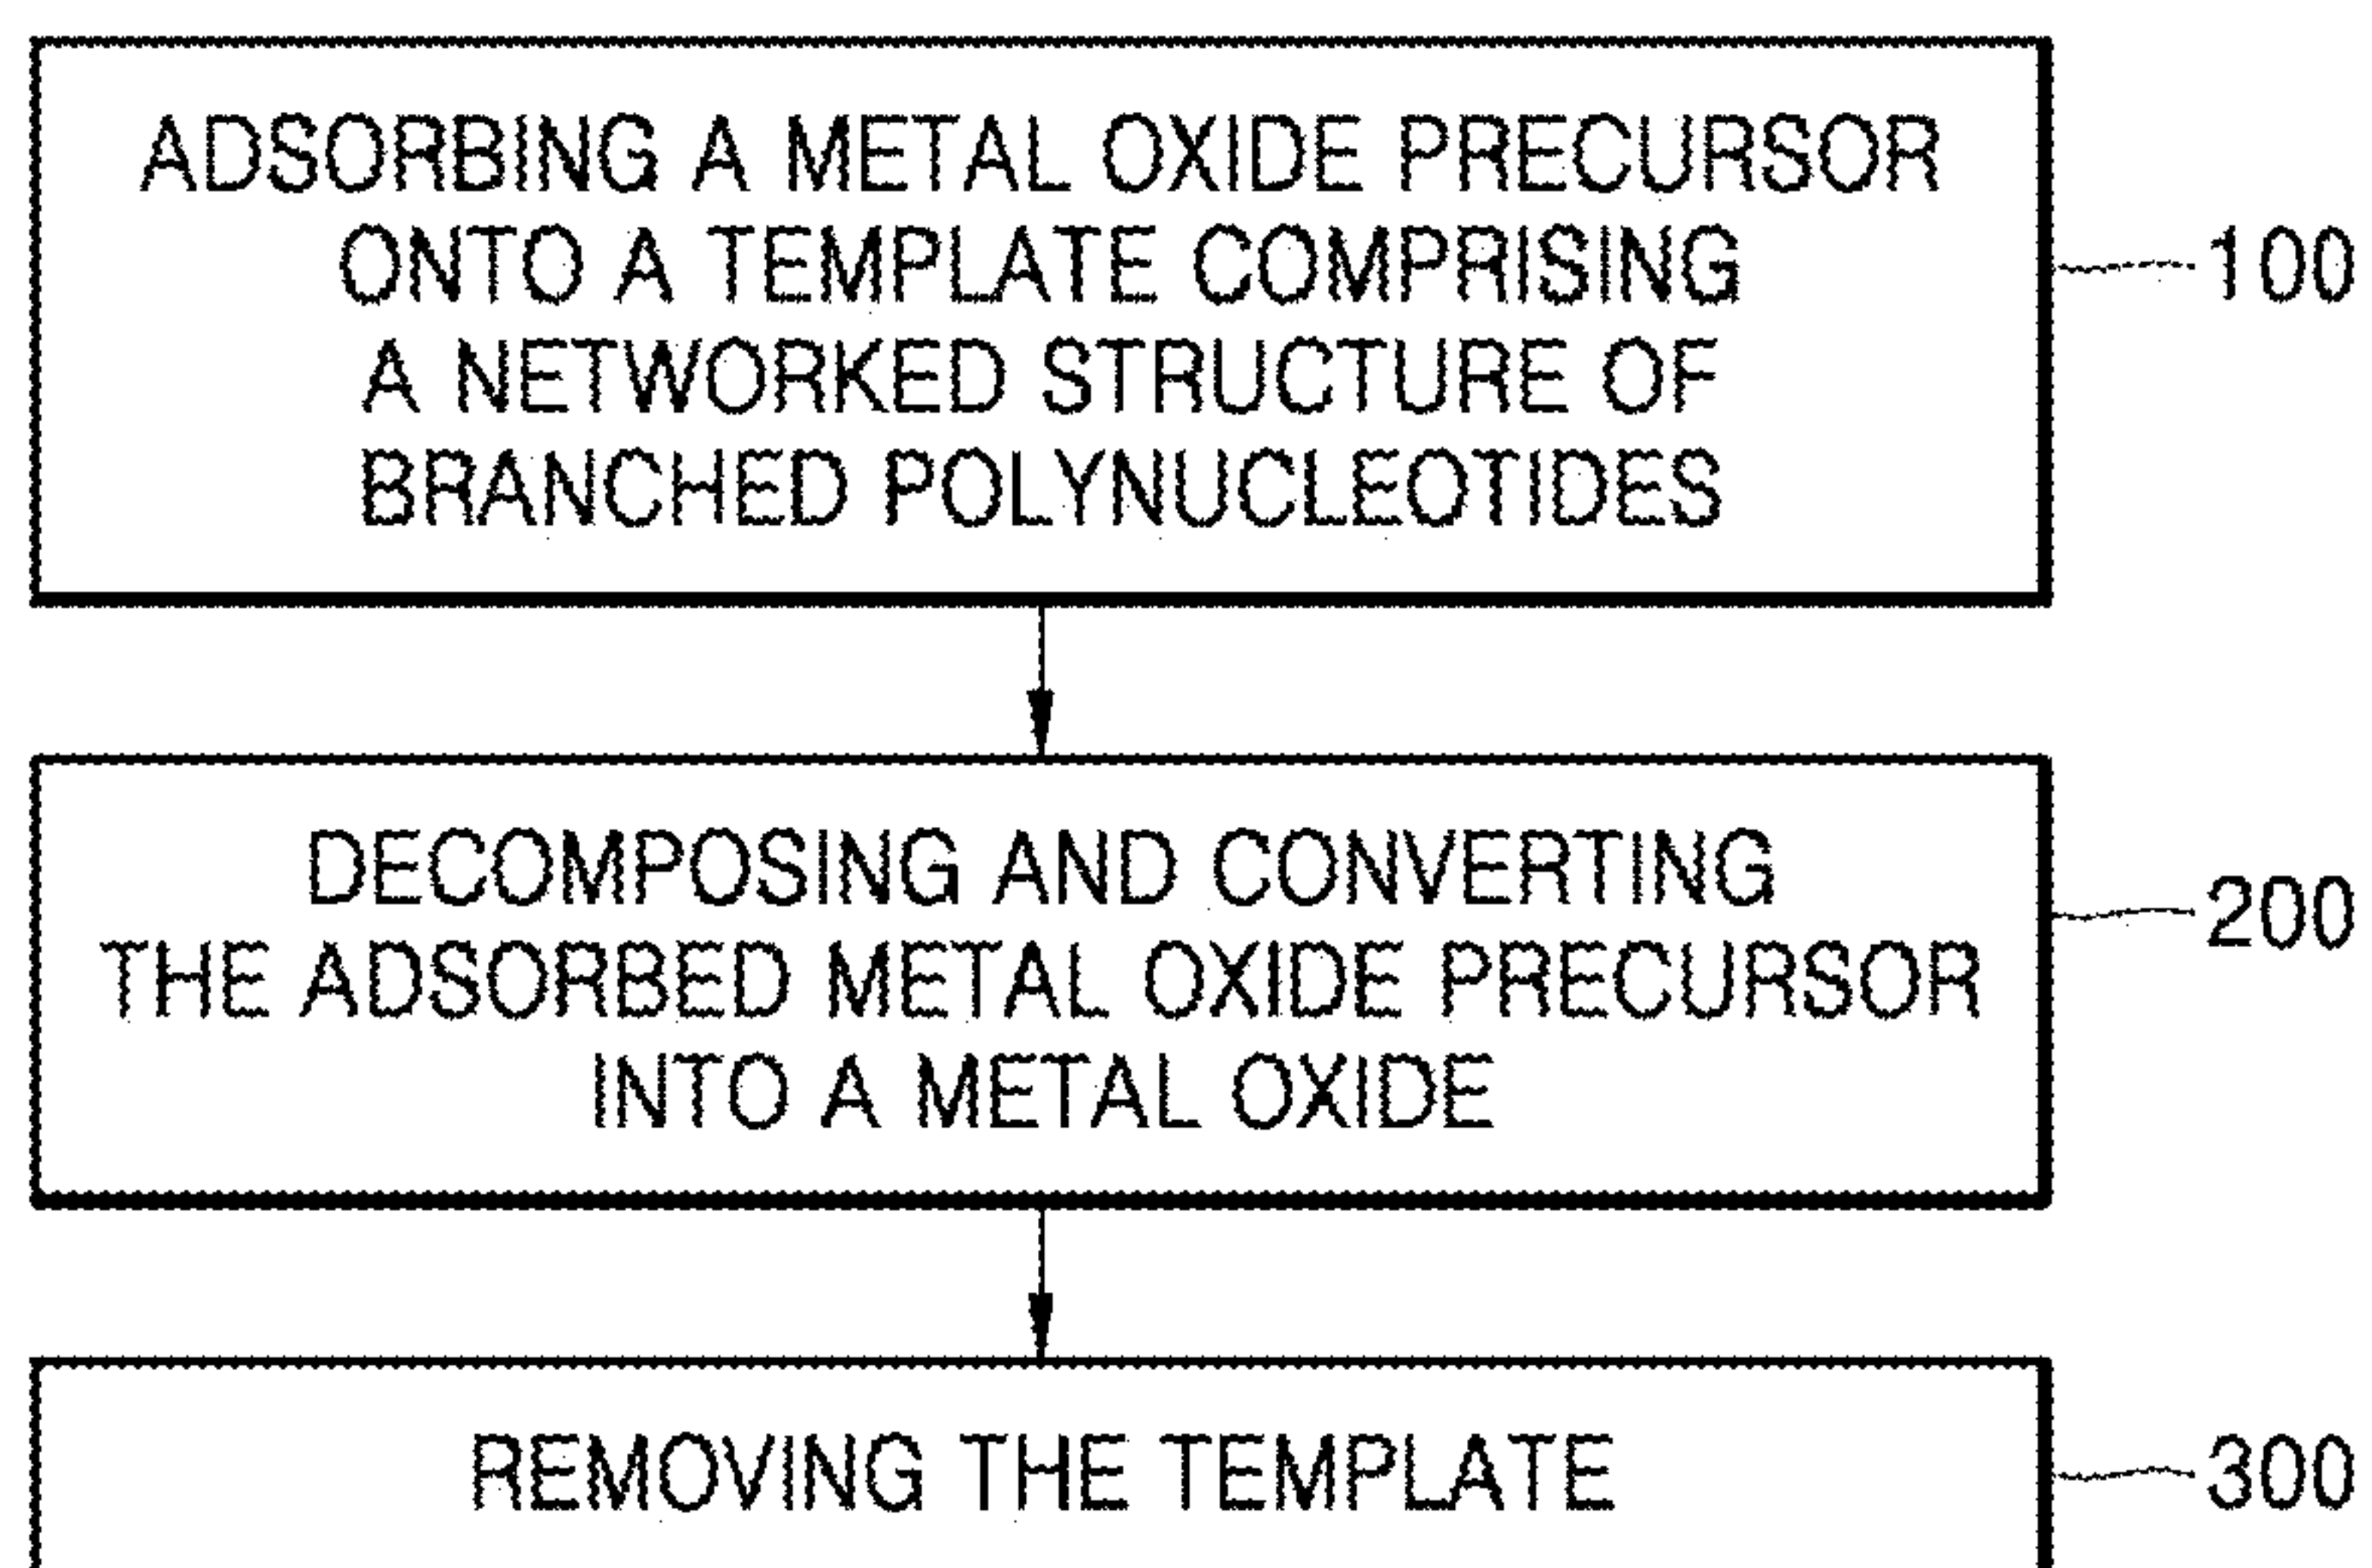 ADSORBING A METAL OXIDE PRECURSOR
ONTO A TEMPLATE COMPRISING
A NETWORKED STRUCTURE OF
BRANCHED POLYNUCLEOTIDES
100
DECOMPOSING AND CONVERTING
THE ADSORBED METAL OXIDE PRECURSOR
INTO A METAL OXIDE
200
REMOVING THE TEMPLATE
300